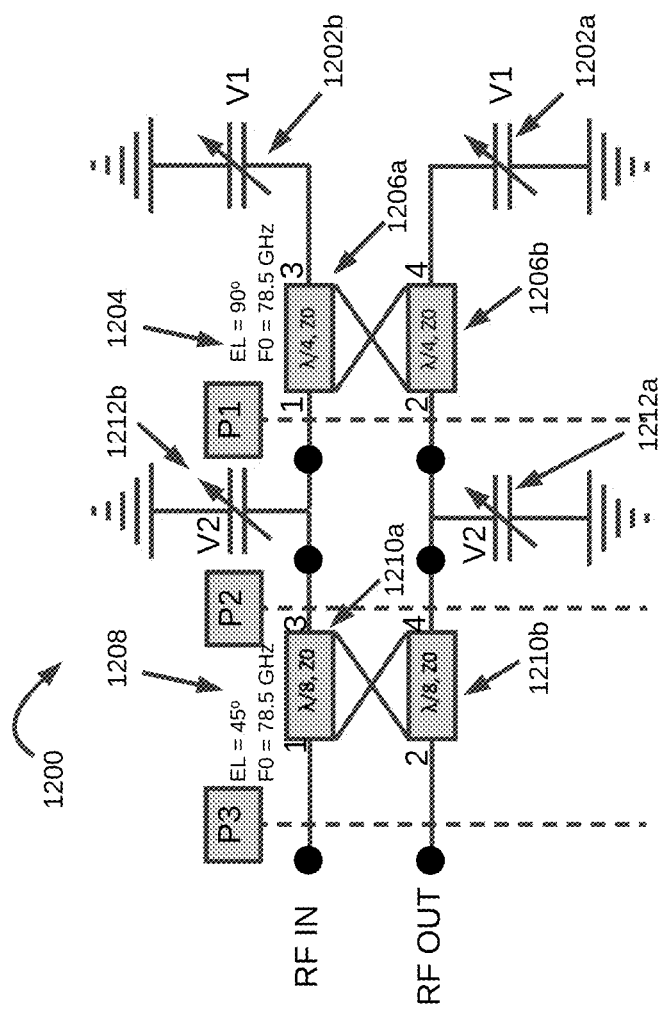 1200
1208
1212b
1204
1202b
V1
P3
P2
P1
EL = 45º
F0 = 78.5 GHz
V2
EL = 90º
F0 = 78.5 GHz
RF IN
1
λ/8, Z0
3
1
λ/4, Z0
3
1210a
1206a
RF OUT
2
λ/8, Z0
4
2
λ/4, Z0
4
V2
V1
1210b
1212a
1206b
1202a